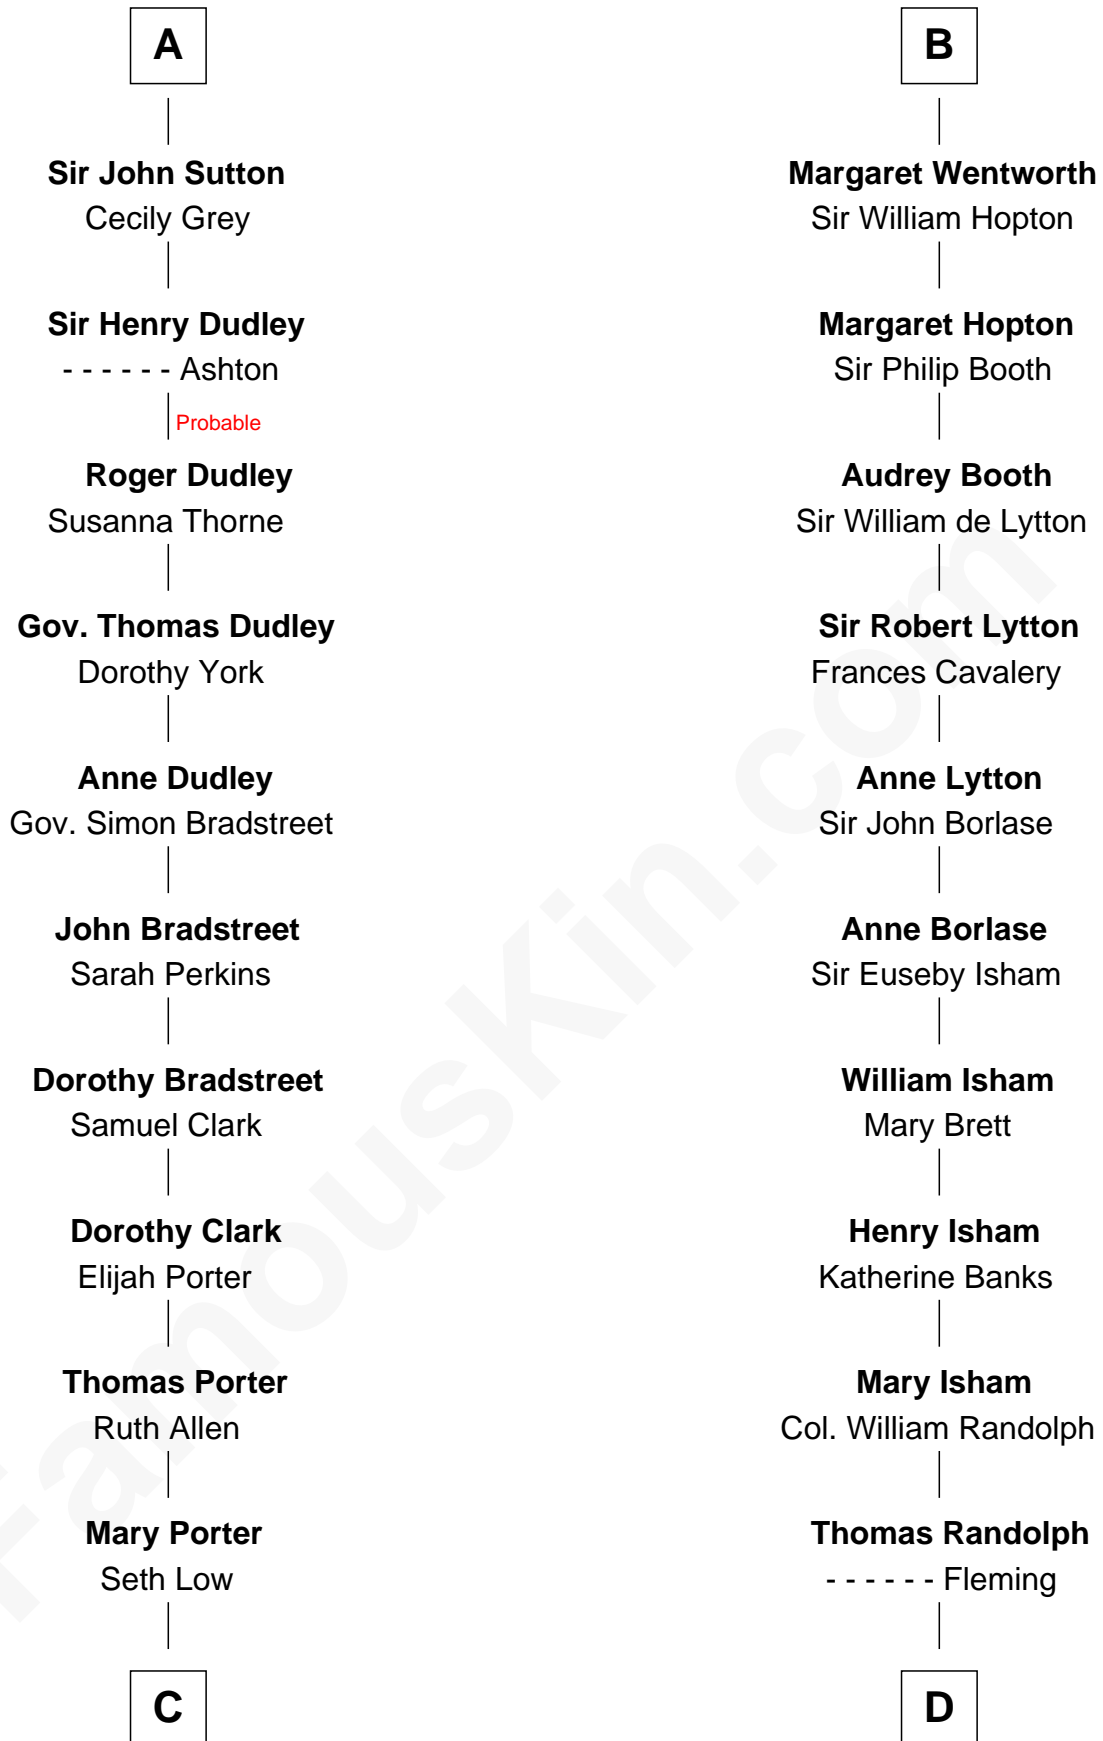 A
Sir John Sutton
Cecily Grey
Sir Henry Dudley
- - - - - - Ashton
Probable
Roger Dudley
Susanna Thorne
Gov. Thomas Dudley
Dorothy York
Anne Dudley
Gov. Simon Bradstreet
John Bradstreet
Sarah Perkins
Dorothy Bradstreet
Samuel Clark
Dorothy Clark
Elijah Porter
Thomas Porter
Ruth Allen
Mary Porter
Seth Low
C
B
Margaret Wentworth
Sir William Hopton
Margaret Hopton
Sir Philip Booth
Audrey Booth
Sir William de Lytton
Sir Robert Lytton
Frances Cavalery
Anne Lytton
Sir John Borlase
Anne Borlase
Sir Euseby Isham
William Isham
Mary Brett
Henry Isham
Katherine Banks
Mary Isham
Col. William Randolph
Thomas Randolph
- - - - - - Fleming
D
FamousKin.com